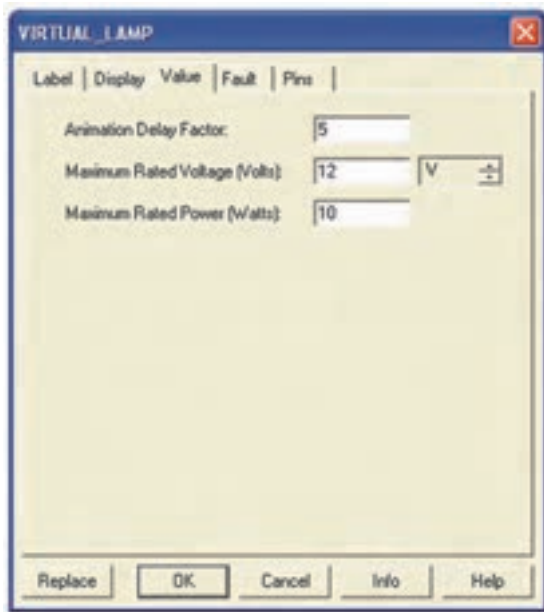 VIRTUAL_LAMP
Label Display Value Fault Pins
Animation Delay Factor: 5
Maximum Rated Voltage (Volts): 12 V
Maximum Rated Power (Watts): 10
Replace OK Cancel Info Help